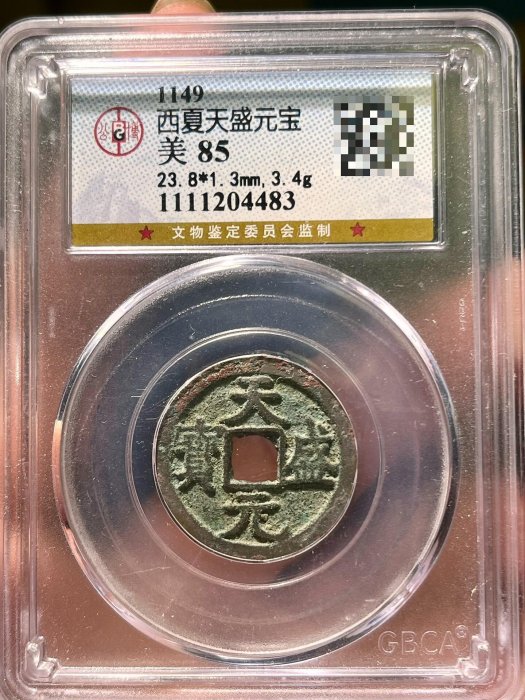 1149
西夏天盛元宝
美 85
23.8*1.3mm,3.4g
1111204483
★ 文物鉴定委员会监制 ★
天
寶 盛
元
GBCA®